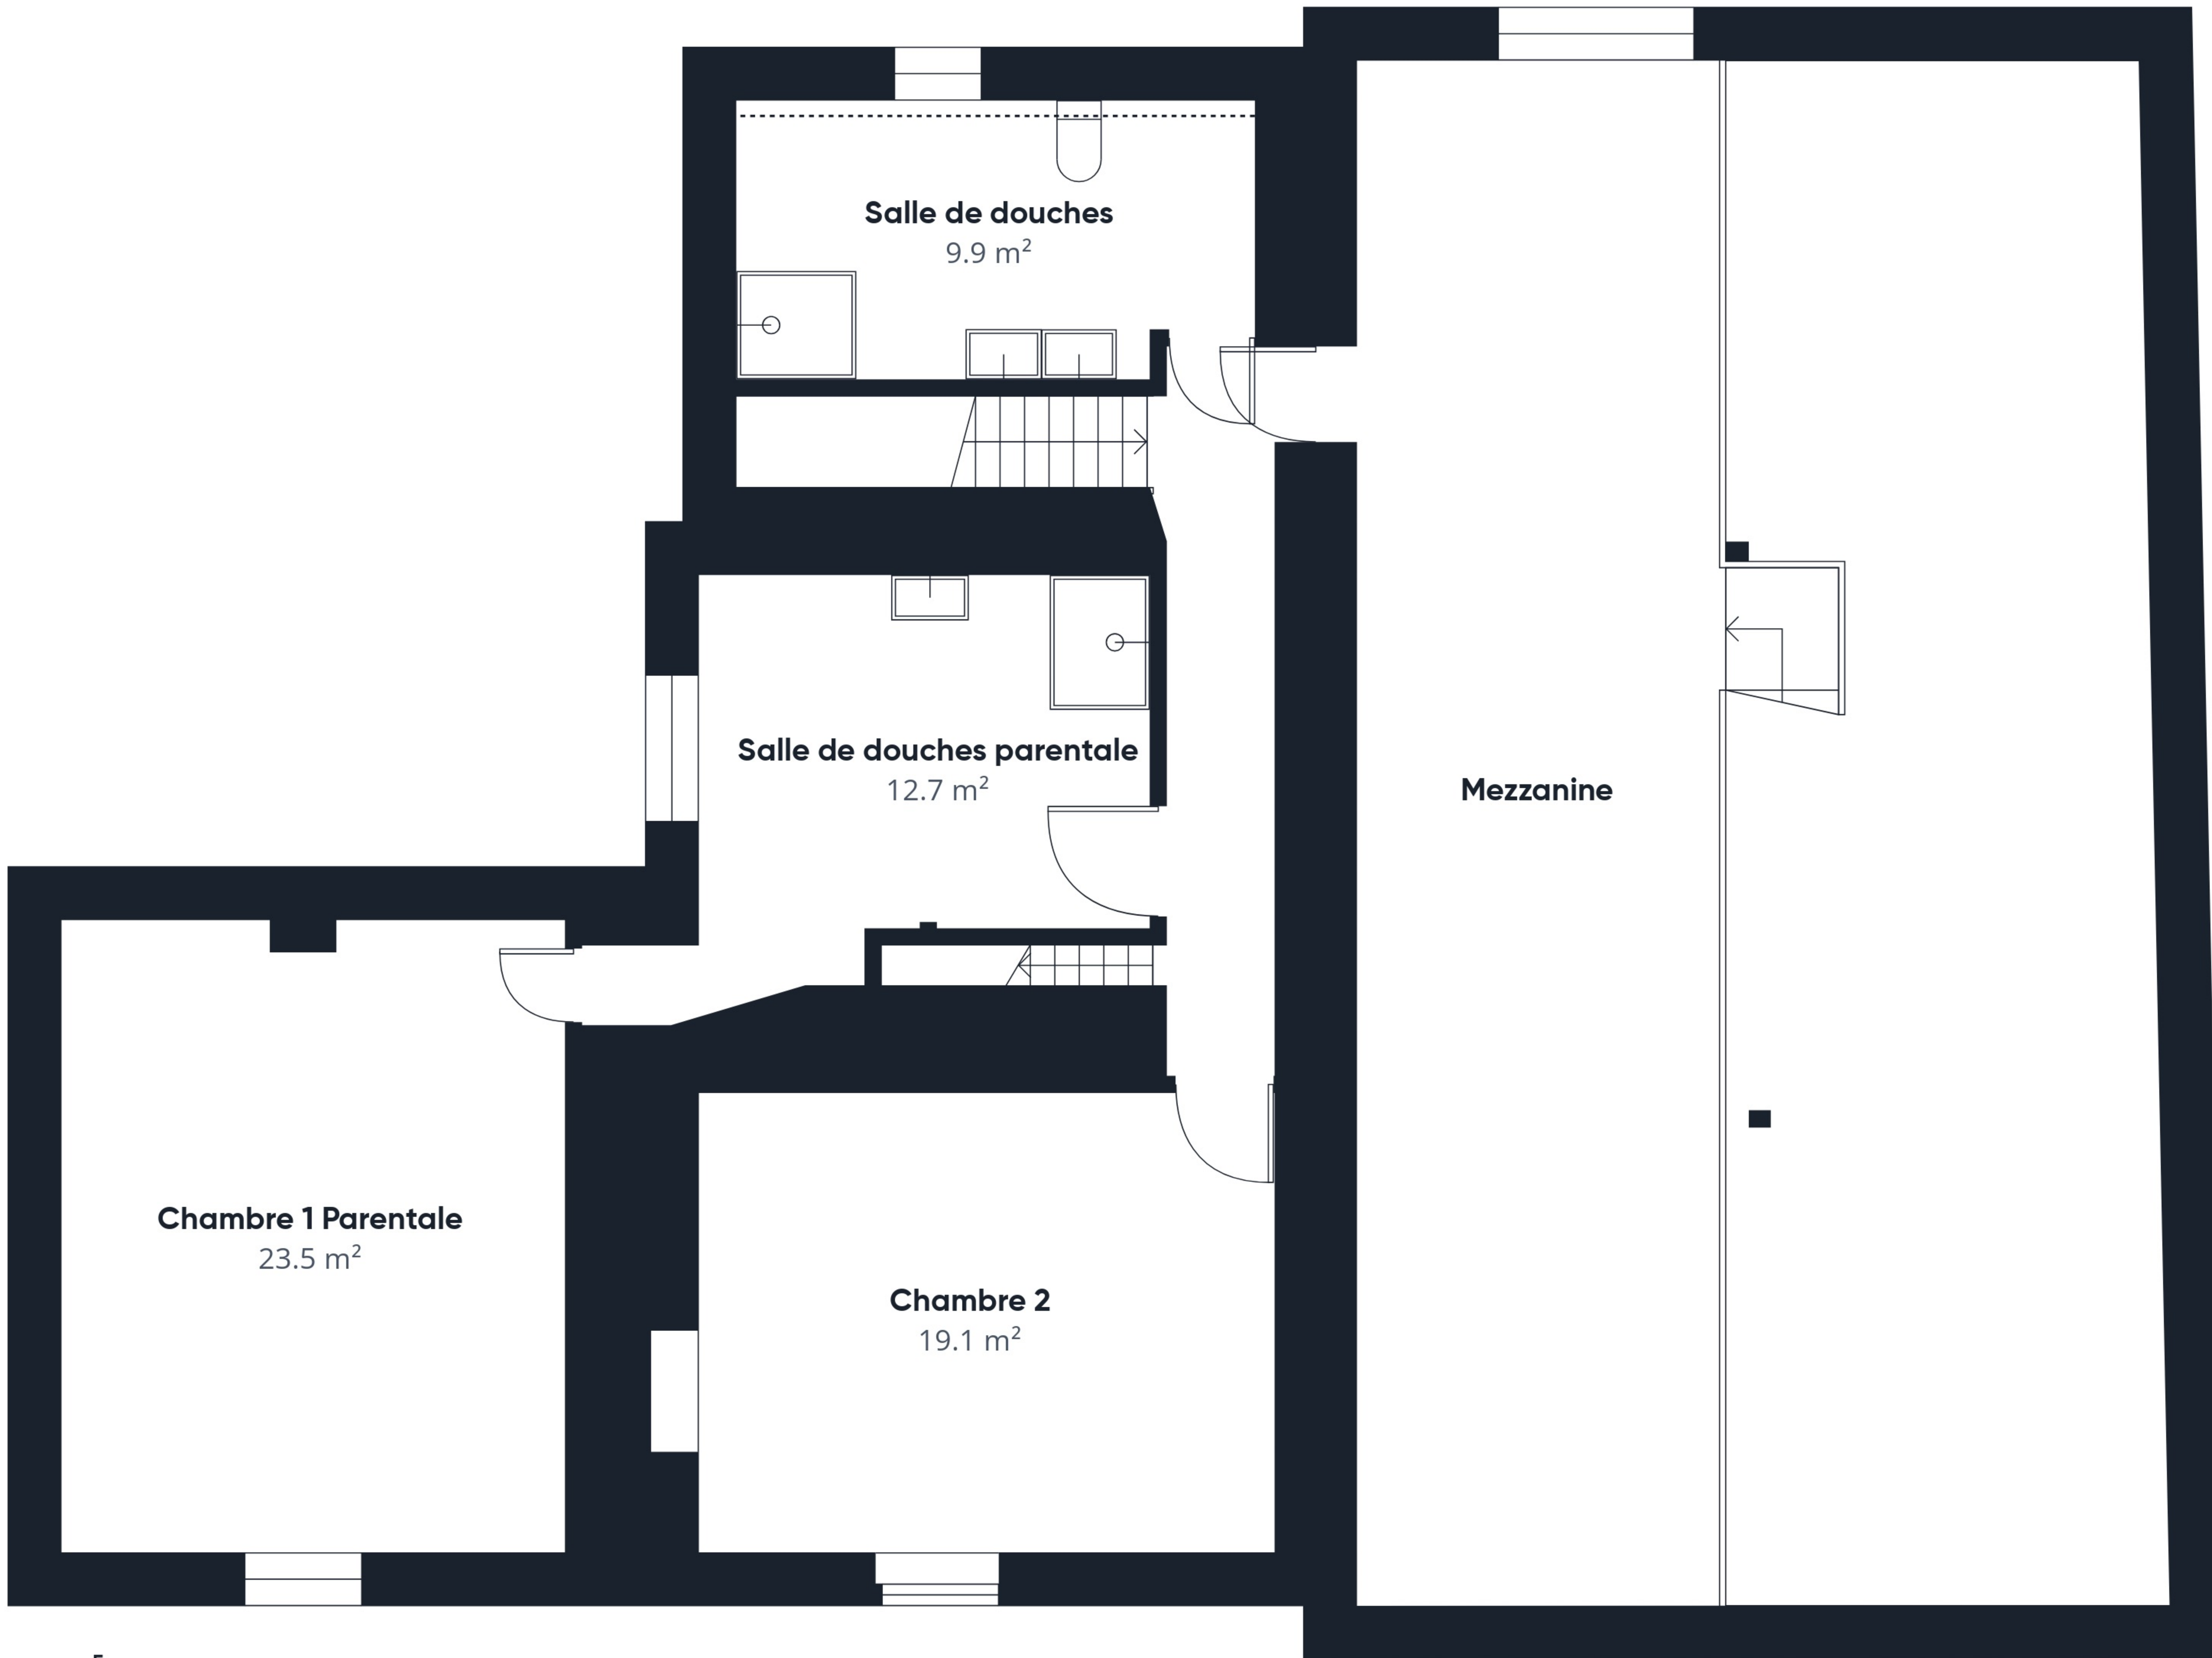 Salle de douches
9.9 m²
Salle de douches parentale
12.7 m²
Mezzanine
Chambre 1 Parentale
23.5 m²
Chambre 2
19.1 m²